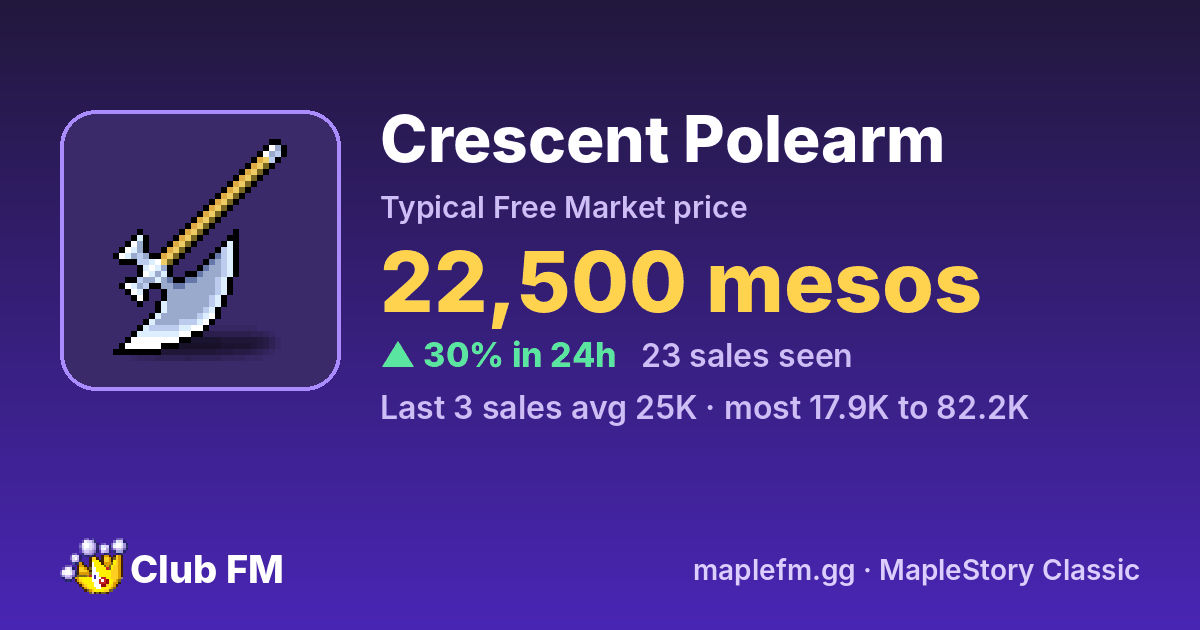 Crescent Polearm
Typical Free Market price
22,500 mesos
▲ 30% in 24h 23 sales seen
Last 3 sales avg 25K · most 17.9K to 82.2K
Club FM
maplefm.gg · MapleStory Classic